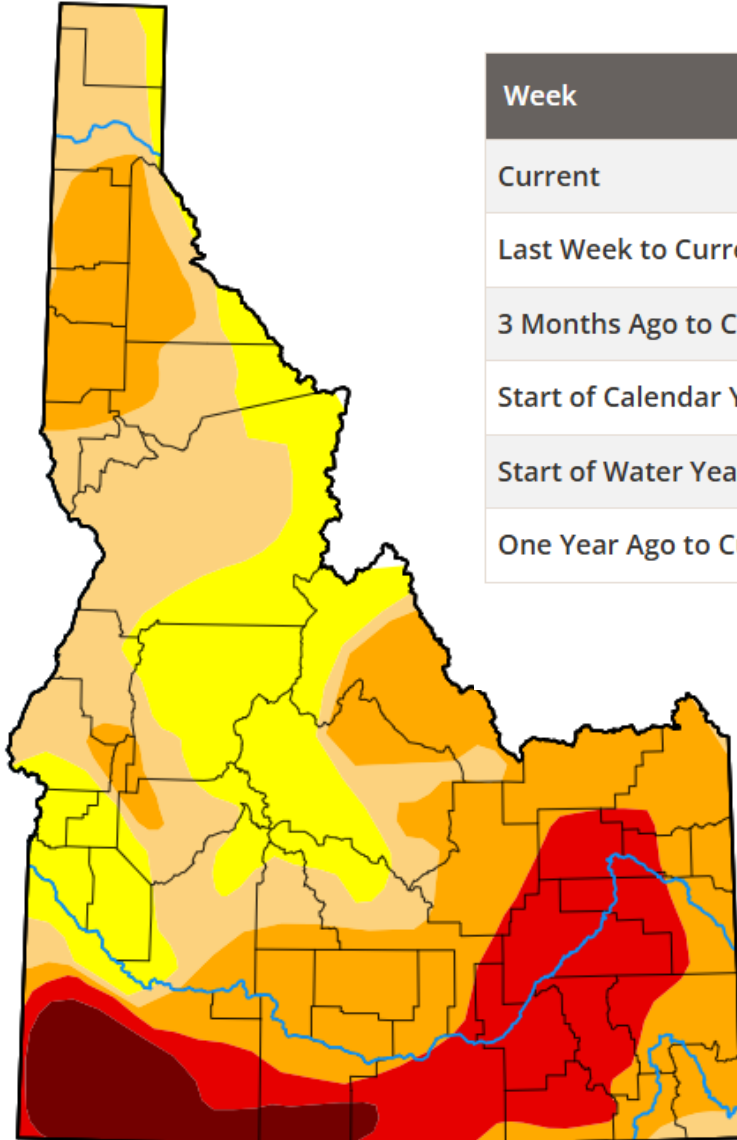 Week
Current
Last Week to Curre
3 Months Ago to C
Start of Calendar Y
Start of Water Yea
One Year Ago to C